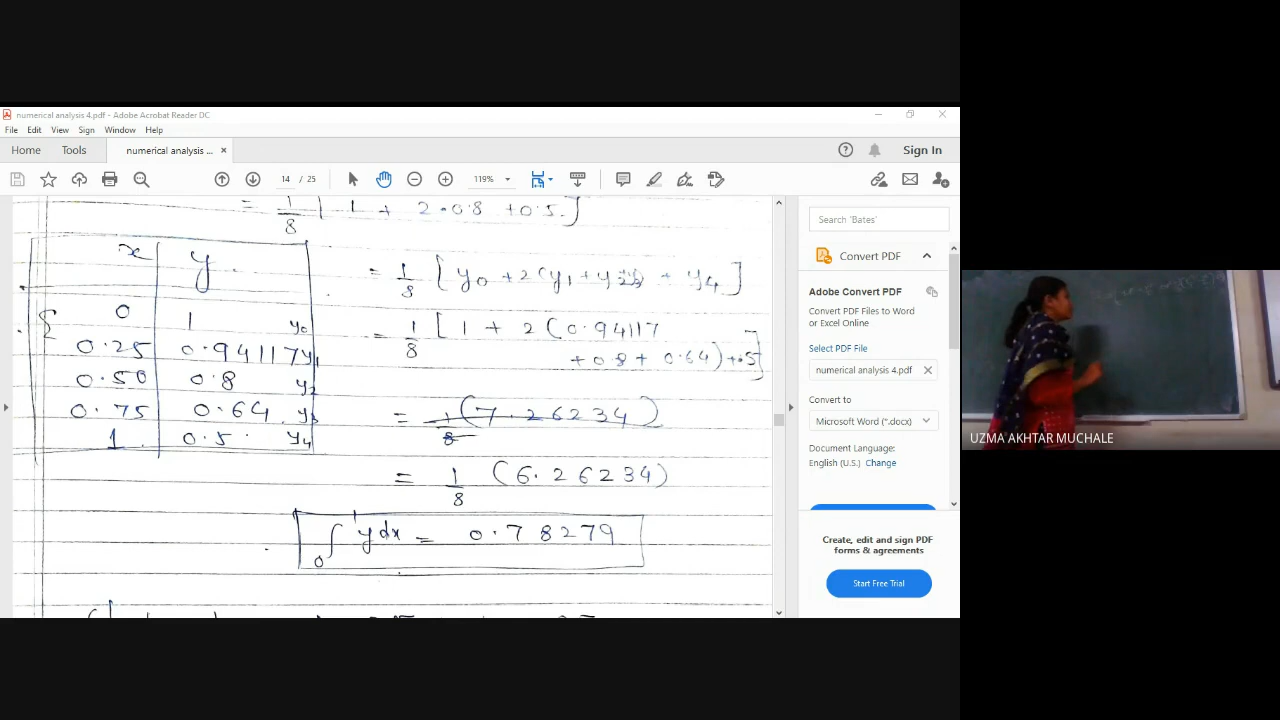 numerical analysis 4.pdf - Adobe Acrobat Reader DC
File Edit View Sign Window Help
Home Tools numerical analysis ... × Sign In
14 / 25 119%
= 1/8 [ 1 + 2 * 0.8 + 0.5 ]
x y
0 1 y0
0.25 0.94117 y1
0.50 0.8 y2
0.75 0.64 y3
1 0.5 y4
= 1/8 [ y0 + 2(y1 + y2 + y4 ]
= 1/8 [ 1 + 2 ( 0.94117
+ 0.8 + 0.64) + .5 ]
= 1/8 (7.26234)
= 1/8 (6.26234)
∫₀¹ y dx = 0.78279
Search 'Bates'
Convert PDF
Adobe Convert PDF
Convert PDF Files to Word
or Excel Online
Select PDF File
numerical analysis 4.pdf ×
Convert to
Microsoft Word (*.docx)
Document Language:
English (U.S.) Change
Create, edit and sign PDF
forms & agreements
Start Free Trial
UZMA AKHTAR MUCHALE